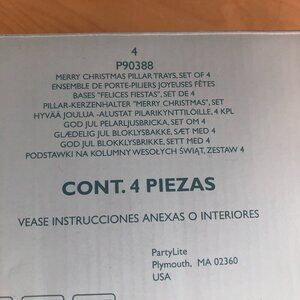 4
P90388
MERRY CHRISTMAS PILLAR TRAYS, SET OF 4
ENSEMBLE DE PORTE-PILIERS JOYEUSES FÊTES
BASES "FELICES FIESTAS", SET DE 4
PILLAR-KERZENHALTER "MERRY CHRISTMAS", SET
HYVÄÄ JOULUA -ALUSTAT PILARIKYNTTILÖILLE, 4 KPL
GOD JUL PELARLJUSBRICKA, SET OM 4
GLÆDELIG JUL BLOKLYSBAKKE, SÆT MED 4
GOD JUL BLOKKLYSBRIKKE, SETT MED 4
PODSTAWKI NA KOLUMNY WESOŁYCH ŚWIĄT, ZESTAW 4
CONT. 4 PIEZAS
VEASE INSTRUCCIONES ANEXAS O INTERIORES
PartyLite
Plymouth, MA 02360
USA